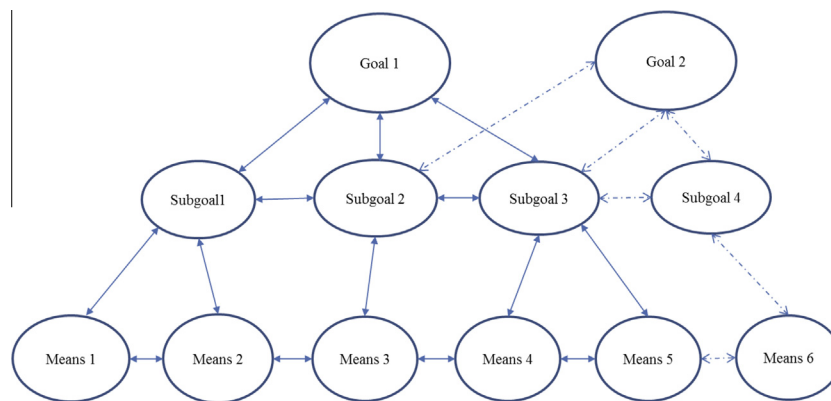 Goal 1
Goal 2
Subgoal1
Subgoal 2
Subgoal 3
Subgoal 4
Means 1
Means 2
Means 3
Means 4
Means 5
Means 6